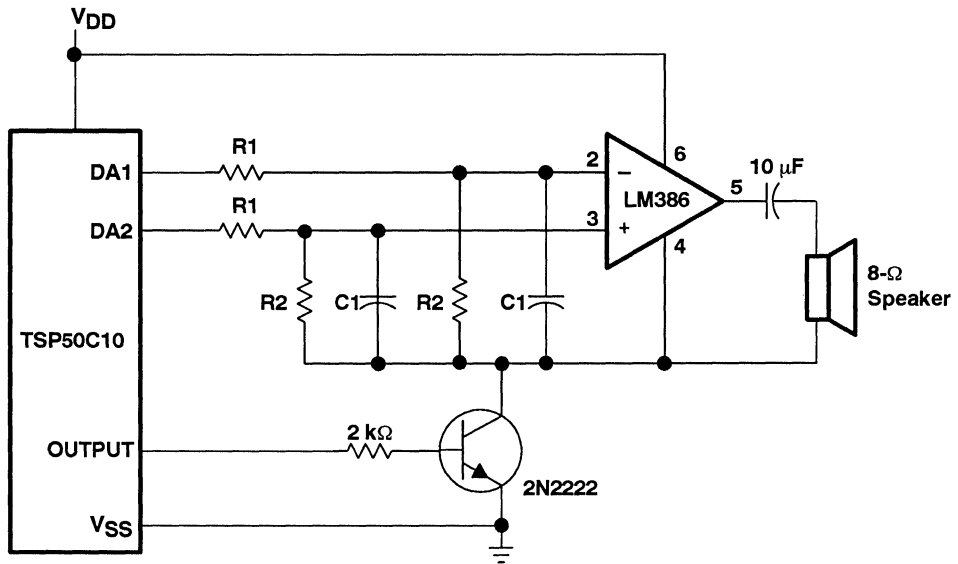 VDD
R1
DA1
2
6
10 μF
5
–
LM386
R1
DA2
3
+
4
8-Ω
Speaker
R2
C1
R2
C1
TSP50C10
2 kΩ
OUTPUT
2N2222
VSS